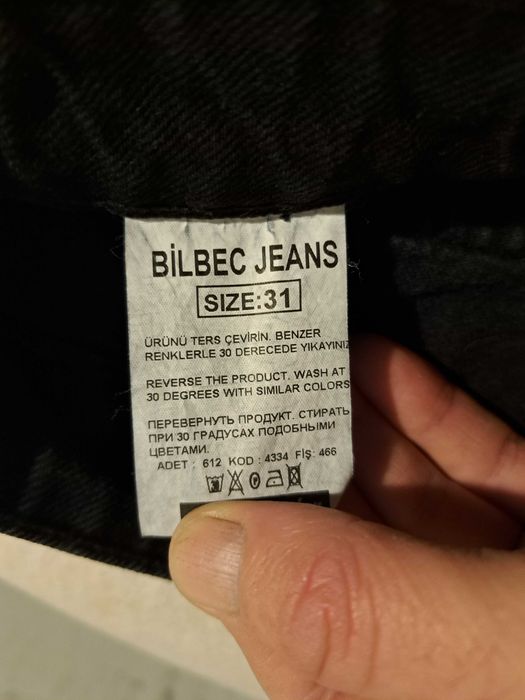 BİLBEC JEANS
SIZE:31
ÜRÜNÜ TERS ÇEVİRİN. BENZER
RENKLERLE 30 DERECEDE YIKAYINIZ
REVERSE THE PRODUCT. WASH AT
30 DEGREES WITH SIMILAR COLORS
ПЕРЕВЕРНУТЬ ПРОДУКТ. СТИРАТЬ
ПРИ 30 ГРАДУСАХ ПОДОБНЫМИ
ЦВЕТАМИ.
ADET : 612 KOD : 4334 FİŞ: 466